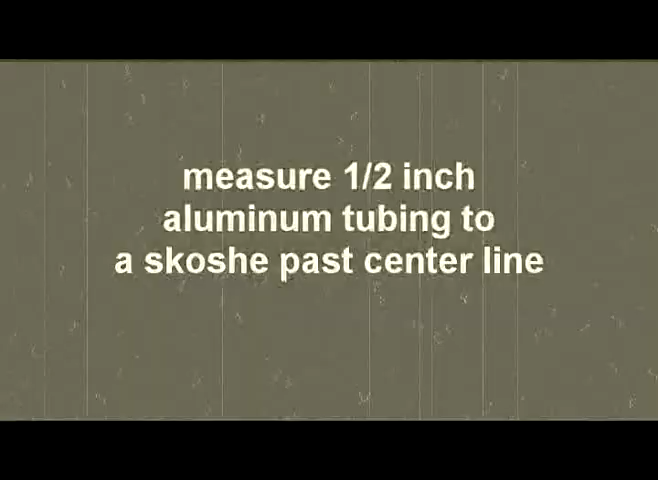 measure 1/2 inch
aluminum tubing to
a skoshe past center line